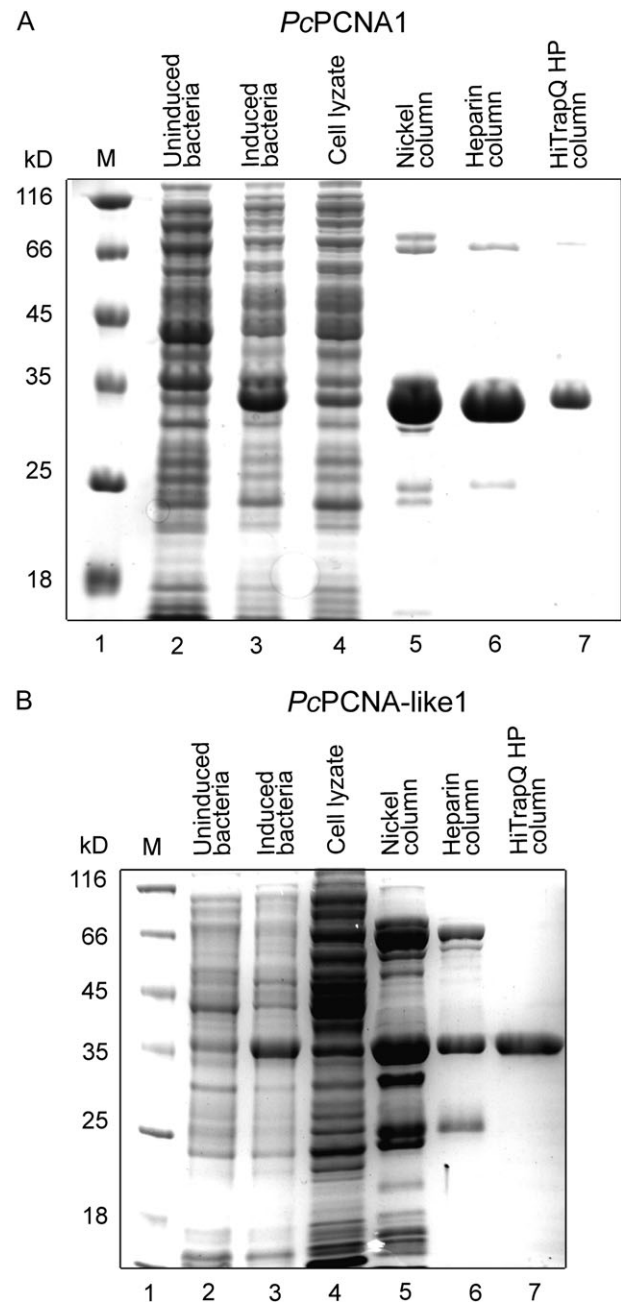 A
PcPCNA1
kD
M
Uninduced
bacteria
Induced
bacteria
Cell lyzate
Nickel
column
Heparin
column
HiTrapQ HP
column
116
66
45
35
25
18
1 2 3 4 5 6 7
B
PcPCNA-like1
kD
M
Uninduced
bacteria
Induced
bacteria
Cell lyzate
Nickel
column
Heparin
column
HiTrapQ HP
column
116
66
45
35
25
18
1 2 3 4 5 6 7